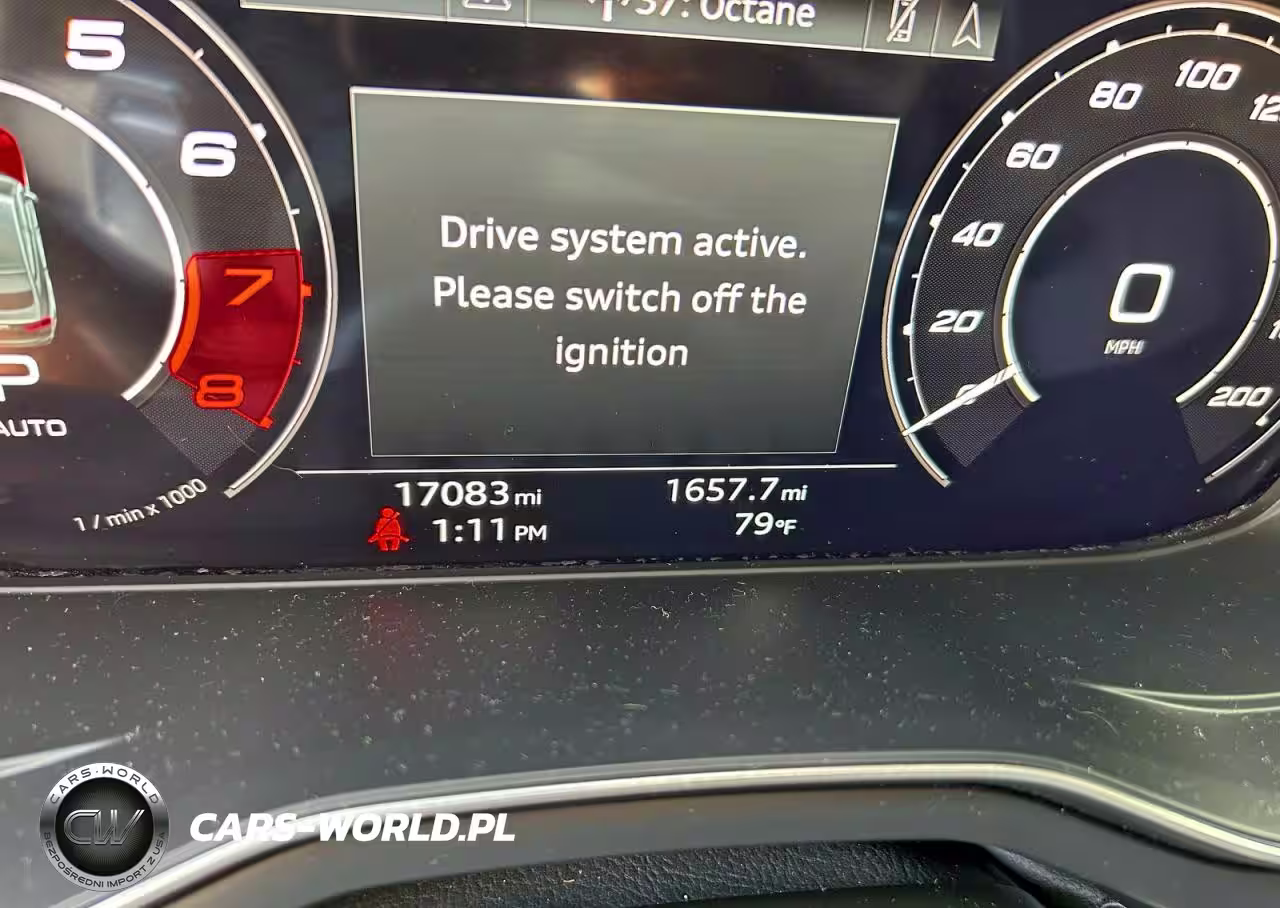 37: Octane
5
6
7
8
P
AUTO
1 / min x 1000
Drive system active.
Please switch off the
ignition
17083 mi
1657.7 mi
1:11 PM
79°F
0
20
40
60
80
100
200
0
MPH
CARS-WORLD
CW
BEZPOŚREDNI IMPORT Z USA
CARS-WORLD.PL